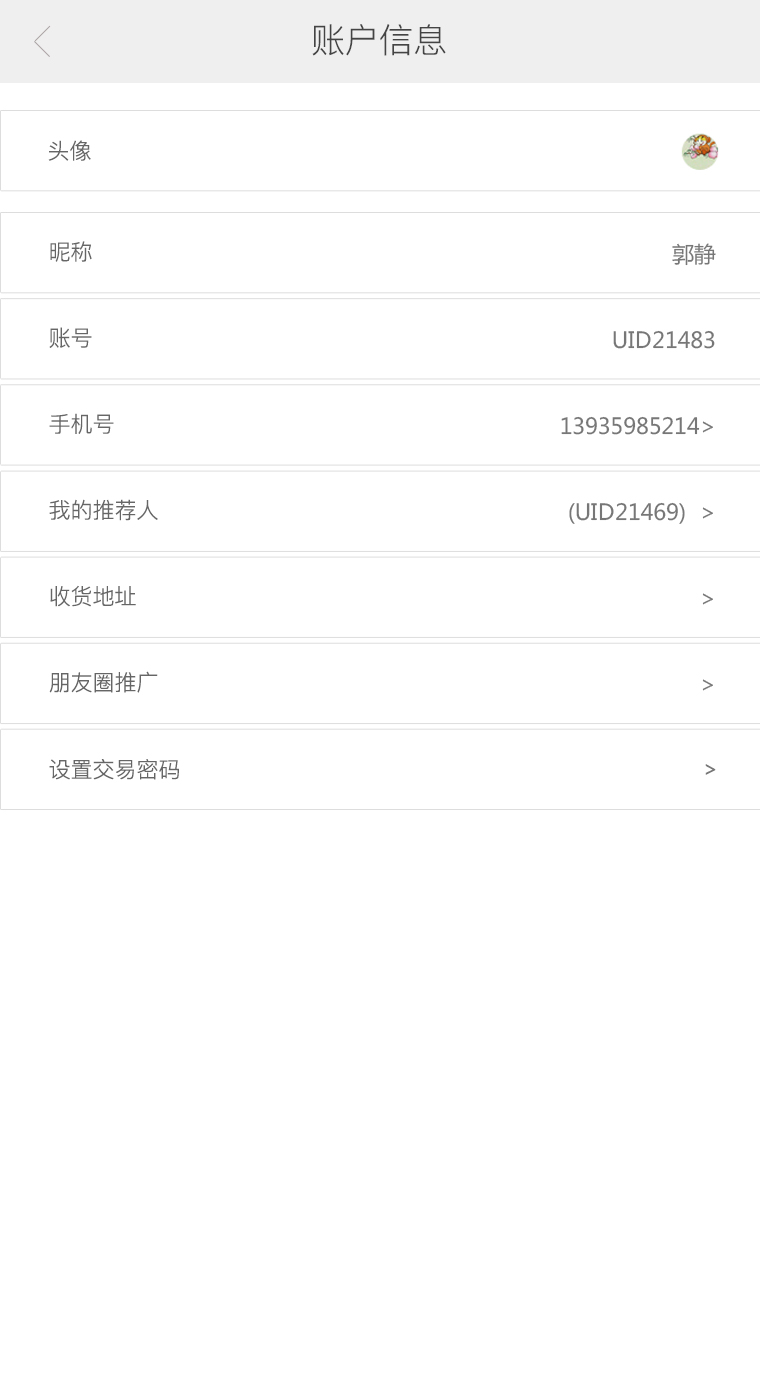 账户信息
头像
昵称 郭静
账号 UID21483
手机号 13935985214>
我的推荐人 (UID21469) >
收货地址 >
朋友圈推广 >
设置交易密码 >